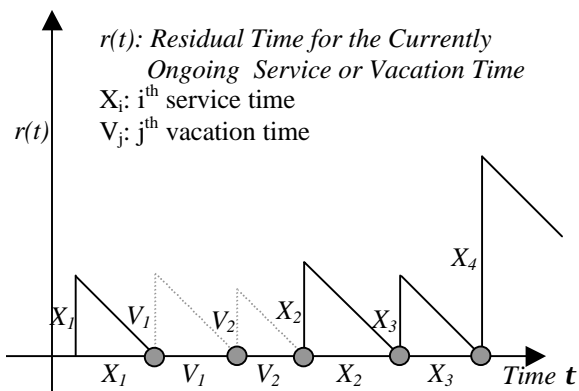 r(t): Residual Time for the Currently
Ongoing Service or Vacation Time
Xi: ith service time
Vj: jth vacation time
r(t)
X4
X1 V1 V2 X2 X3
X1 V1 V2 X2 X3
Time t